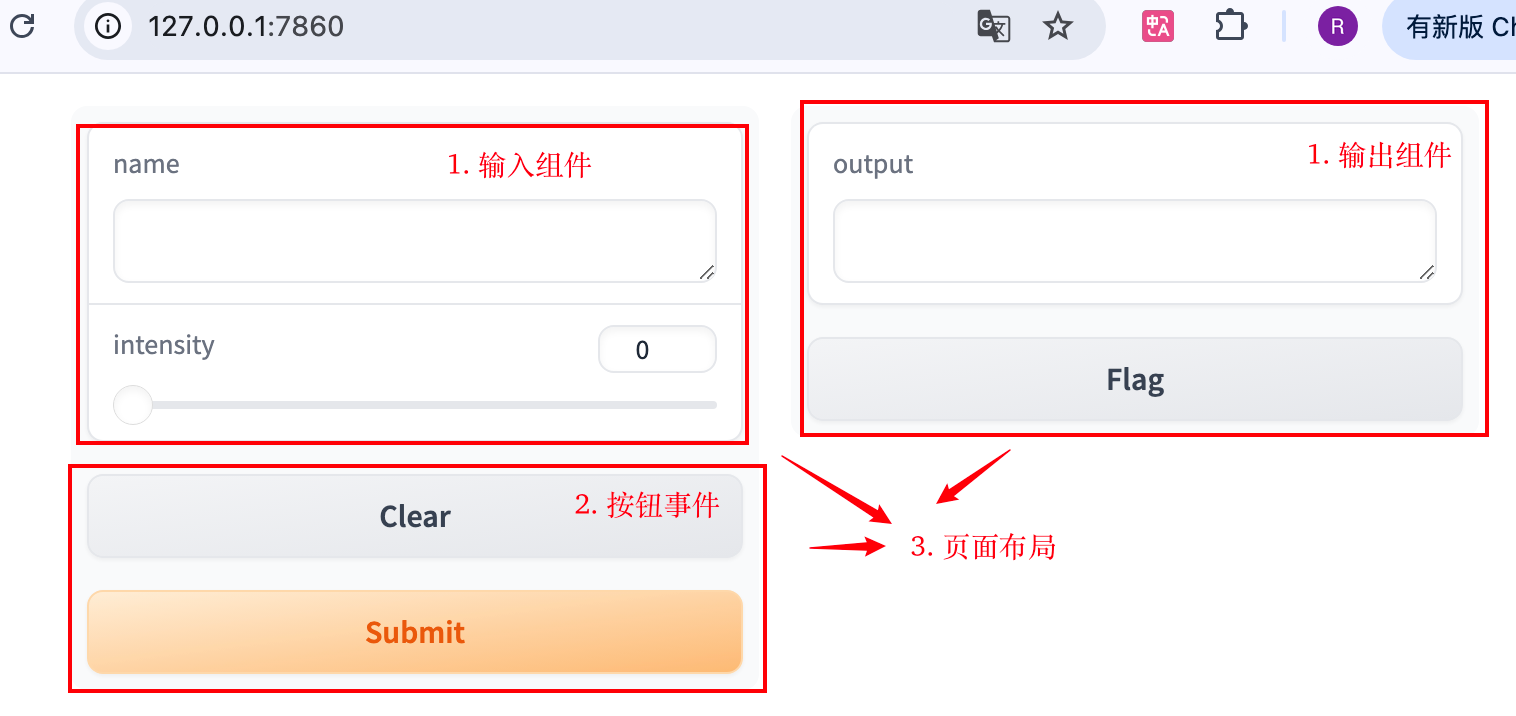 127.0.0.1:7860
R
有新版 Ch
name
1. 输入组件
intensity
0
Clear
2. 按钮事件
Submit
output
1. 输出组件
Flag
3. 页面布局